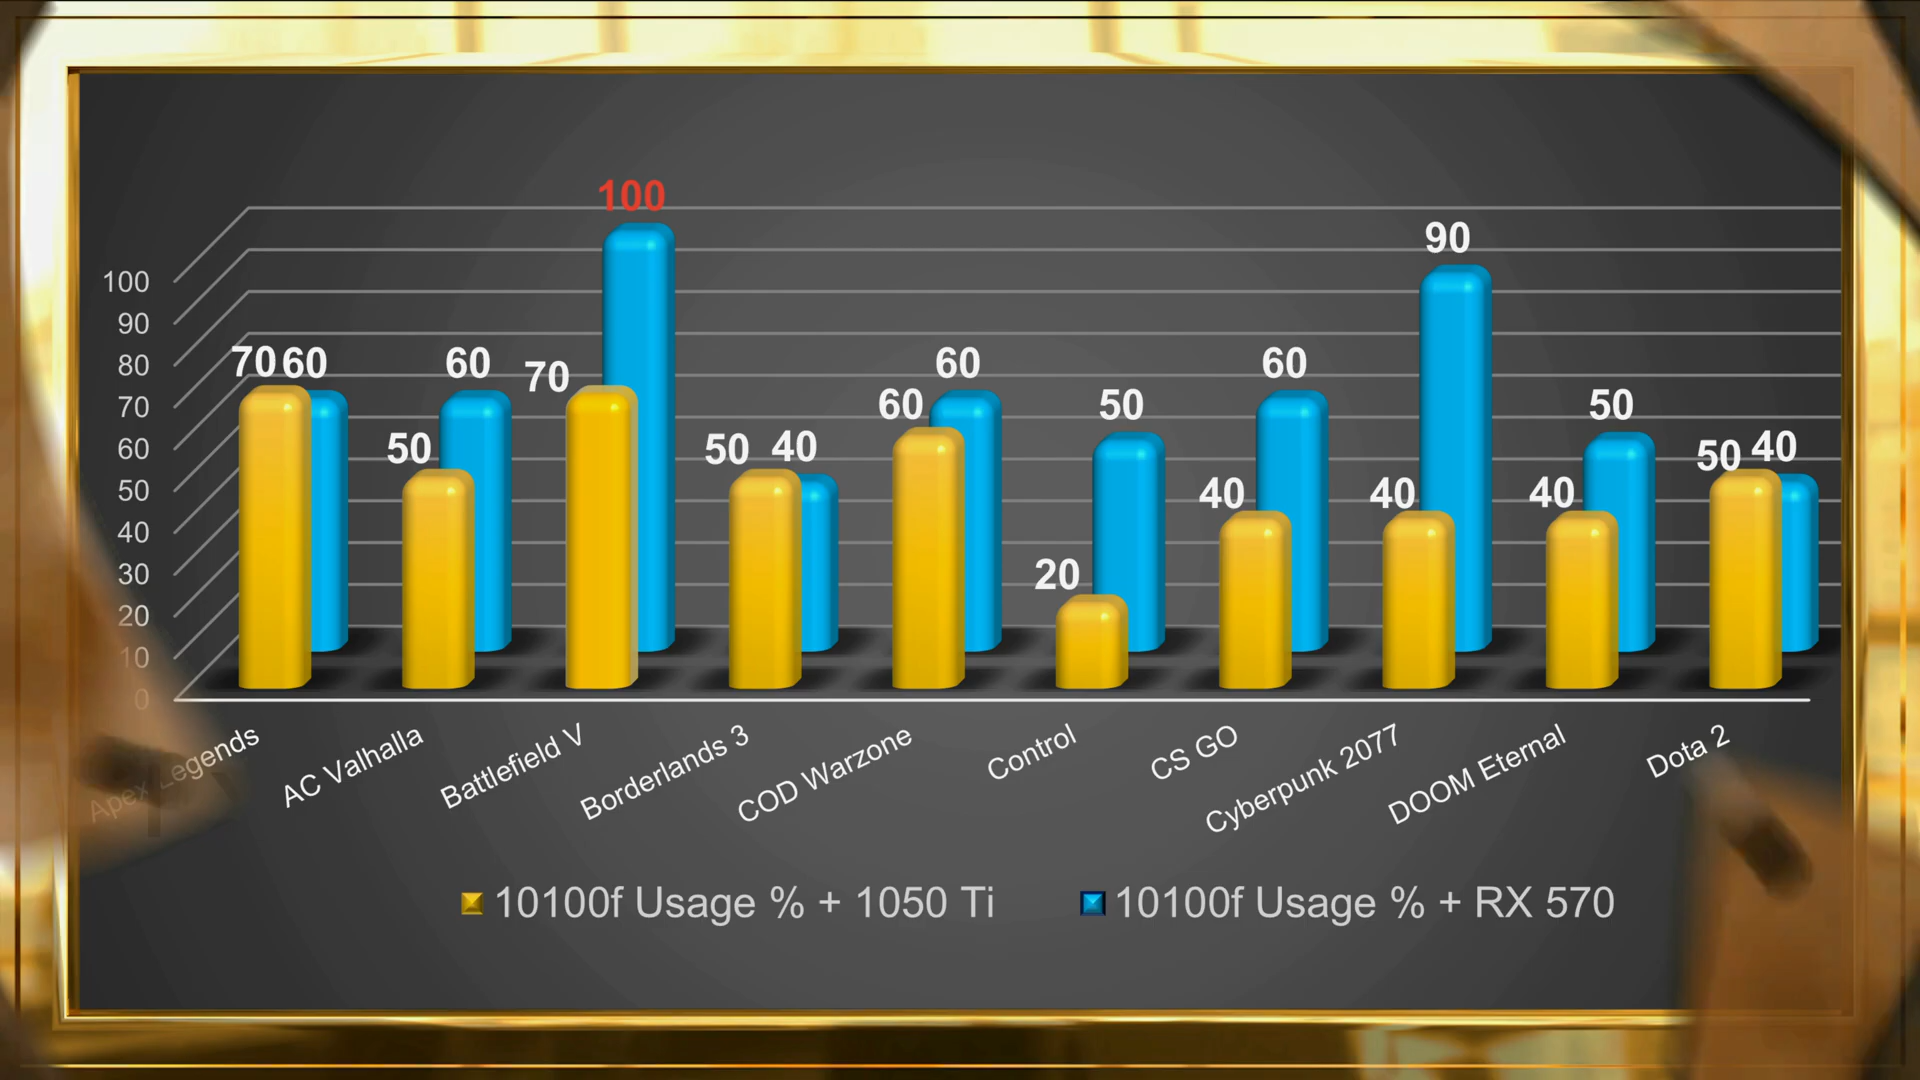 100
100
90
90
80
70
60
50
40
30
20
10
0
70 60
50
60
70
50 40
60
60
20
50
40
60
40
40
50
50 40
Apex Legends
AC Valhalla
Battlefield V
Borderlands 3
COD Warzone
Control
CS GO
Cyberpunk 2077
DOOM Eternal
Dota 2
10100f Usage % + 1050 Ti
10100f Usage % + RX 570